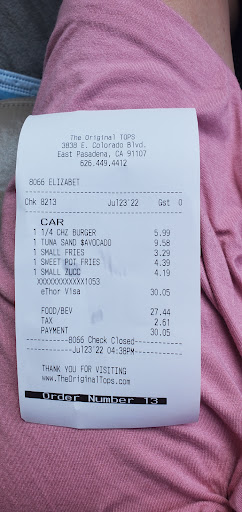 The Original TOPS
3838 E. Colorado Blvd.
East Pasadena, CA 91107
626.449.4412
8066 ELIZABET
Chk 8213 Jul23'22 Gst 0
CAR
1 1/4 CHZ BURGER 5.99
1 TUNA SAND $AVOCADO 9.58
1 SMALL FRIES 3.29
1 SWEET POT FRIES 4.39
1 SMALL ZUCC 4.19
XXXXXXXXXXXX1053
eThor Visa 30.05
FOOD/BEV 27.44
TAX 2.61
PAYMENT 30.05
--------8066 Check Closed--------
--------Jul23'22 04:38PM--------
THANK YOU FOR VISITING
www.TheOriginalTops.com
Order Number 13